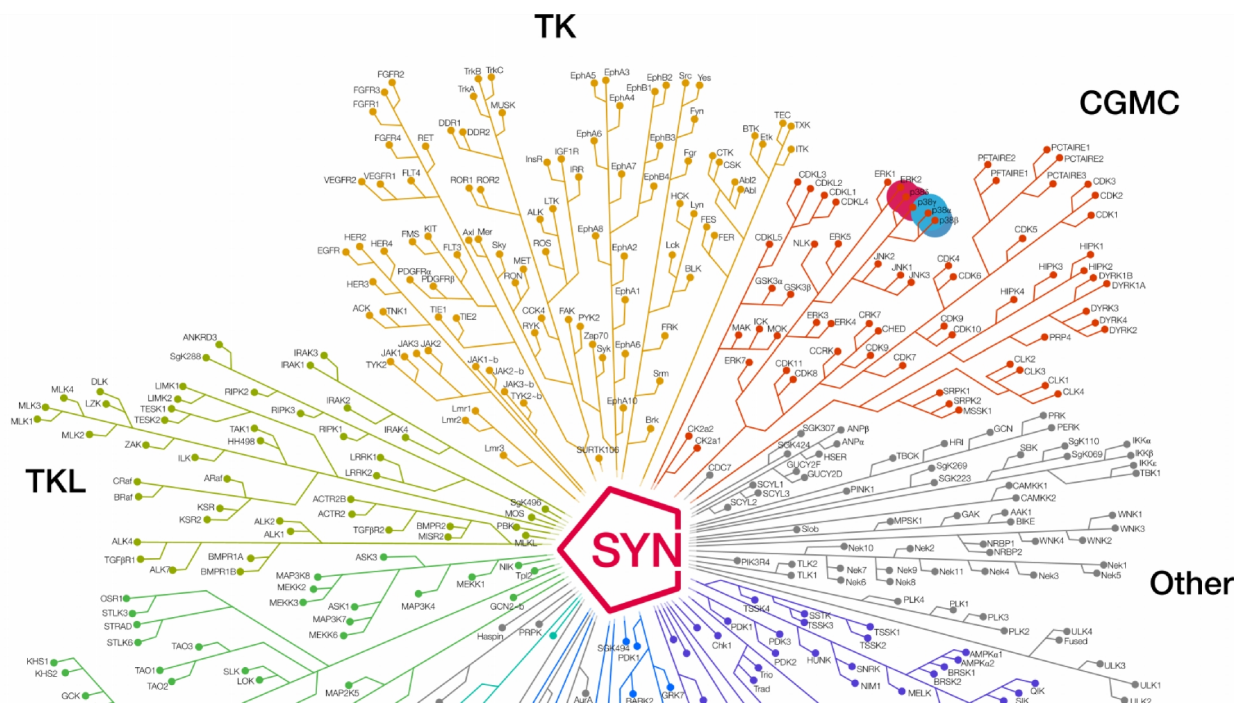 TK
CGMC
TKL
Other
SYN
FGFR2
FGFR3
FGFR1
FGFR4
RET
TrkB
TrkC
TrkA
MUSK
DDR1
DDR2
VEGFR2
VEGFR1
FLT4
ROR1
ROR2
InsR
IGF1R
IRR
EphA5
EphA3
EphA4
EphA6
EphA7
EphB1
EphB2
EphB3
EphB4
Src
Yes
Fyn
Fgr
HCK
Lyn
Lck
BLK
CTK
CSK
Abl2
Abl
FES
FER
BTK
Etk
TEC
TXK
ITK
HER2
EGFR
HER4
HER3
FMS
KIT
FLT3
PDGFRα
PDGFRβ
Axl
Mer
Sky
MET
RON
ALK
LTK
ROS
EphA8
EphA2
EphA1
EphA6
EphA10
FRK
Srm
Brk
ACK
TNK1
TIE1
TIE2
CCK4
RYK
FAK
PYK2
Zap70
Syk
JAK1
JAK3
JAK2
TYK2
JAK1~b
JAK2~b
JAK3~b
TYK2~b
Lmr1
Lmr2
Lmr3
SURTK106
CDKL3
CDKL2
CDKL1
CDKL4
CDKL5
ERK1
ERK2
p38δ
p38γ
p38α
p38β
NLK
ERK5
JNK2
JNK1
JNK3
GSK3α
GSK3β
PFTAIRE2
PFTAIRE1
PCTAIRE1
PCTAIRE2
PCTAIRE3
CDK3
CDK2
CDK1
CDK5
CDK4
CDK6
HIPK1
HIPK3
HIPK2
HIPK4
DYRK1B
DYRK1A
DYRK3
DYRK4
DYRK2
PRP4
MAK
ICK
MOK
ERK3
ERK4
ERK7
CRK7
CHED
CCRK
CDK9
CDK9
CDK10
CDK11
CDK8
CDK7
CLK2
CLK3
CLK1
CLK4
SRPK1
SRPK2
MSSK1
CK2a2
CK2a1
CDC7
ANKRD3
SgK288
IRAK3
IRAK1
IRAK2
IRAK4
RIPK2
RIPK3
RIPK1
DLK
MLK4
LZK
MLK3
MLK1
MLK2
LIMK1
LIMK2
TESK1
TESK2
TAK1
HH498
ZAK
ILK
LRRK1
LRRK2
CRaf
BRaf
ARaf
KSR
KSR2
ACTR2B
ACTR2
TGFβR2
BMPR2
MISR2
ALK2
ALK1
ALK4
TGFβR1
ALK7
BMPR1A
BMPR1B
SgK496
MOS
PBK
MLKL
SGK307
ANPβ
SGK424
ANPα
HSER
GUCY2F
GUCY2D
SCYL1
SCYL3
SCYL2
TBCK
HRI
GCN
PRK
PERK
PINK1
SgK269
SGK223
SBK
SgK110
SgK069
IKKα
IKKβ
IKKε
TBK1
CAMKK1
CAMKK2
Slob
MPSK1
GAK
AAK1
BIKE
WNK1
WNK3
WNK4
WNK2
NRBP1
NRBP2
PIK3R4
TLK2
TLK1
Nek10
Nek2
Nek7
Nek6
Nek9
Nek8
Nek11
Nek4
Nek3
Nek1
Nek5
PLK4
PLK1
PLK3
PLK2
ULK4
Fused
ULK3
ULK1
ULK2
ASK3
MAP3K8
MEKK2
MEKK3
ASK1
MAP3K7
MEKK6
MEKK1
MAP3K4
NIK
Tpl2
GCN2~b
Haspin
PRPK
OSR1
STLK3
STRAD
STLK6
TAO3
TAO1
TAO2
SLK
LOK
KHS1
KHS2
GCK
MAP2K5
AurA
SGK494
PDK1
BARK2
GRK7
TSSK4
SSTK
TSSK3
TSSK1
TSSK2
PDK1
Chk1
PDK3
PDK2
HUNK
SNRK
NIM1
Trio
Trad
MELK
AMPKα1
AMPKα2
BRSK1
BRSK2
QIK
SIK